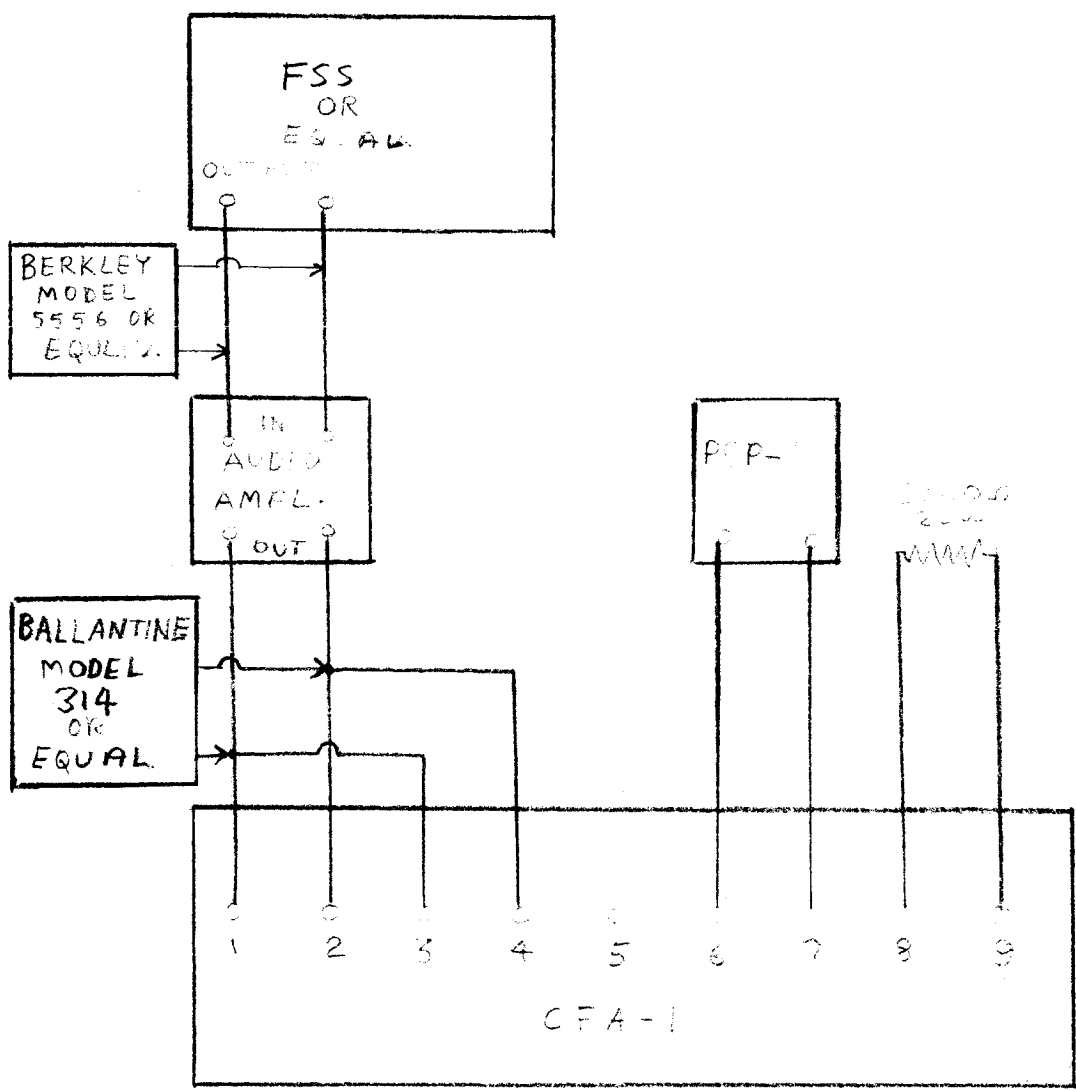 FSS
OR
BERKLEY
MODEL
5556 OR
IN
AUDIO
AMPL.
OUT
BALLANTINE
MODEL
314
OR
EQUAL
1 2 3 4 5 6 7 8 9
CFA-1